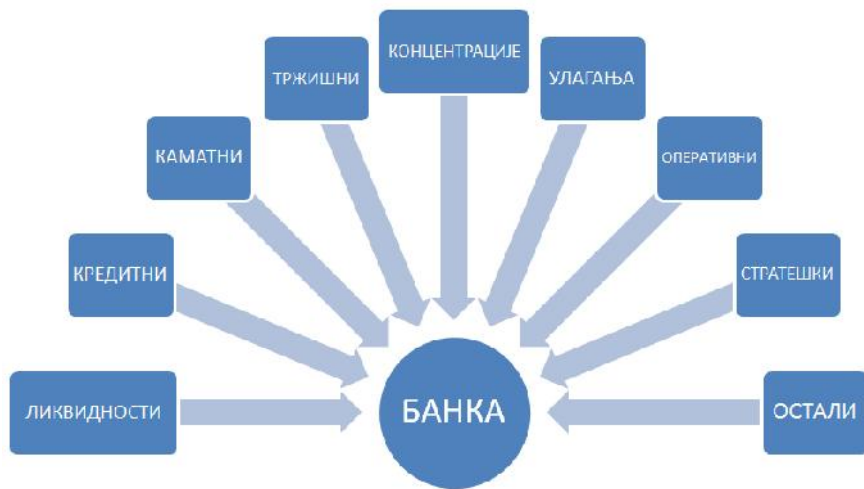 КОНЦЕНТРАЦИЈЕ
ТРЖИШНИ
УЛАГАЊА
КАМАТНИ
ОПЕРАТИВНИ
КРЕДИТНИ
СТРАТЕШКИ
ЛИКВИДНОСТИ
БАНКА
ОСТАЛИ